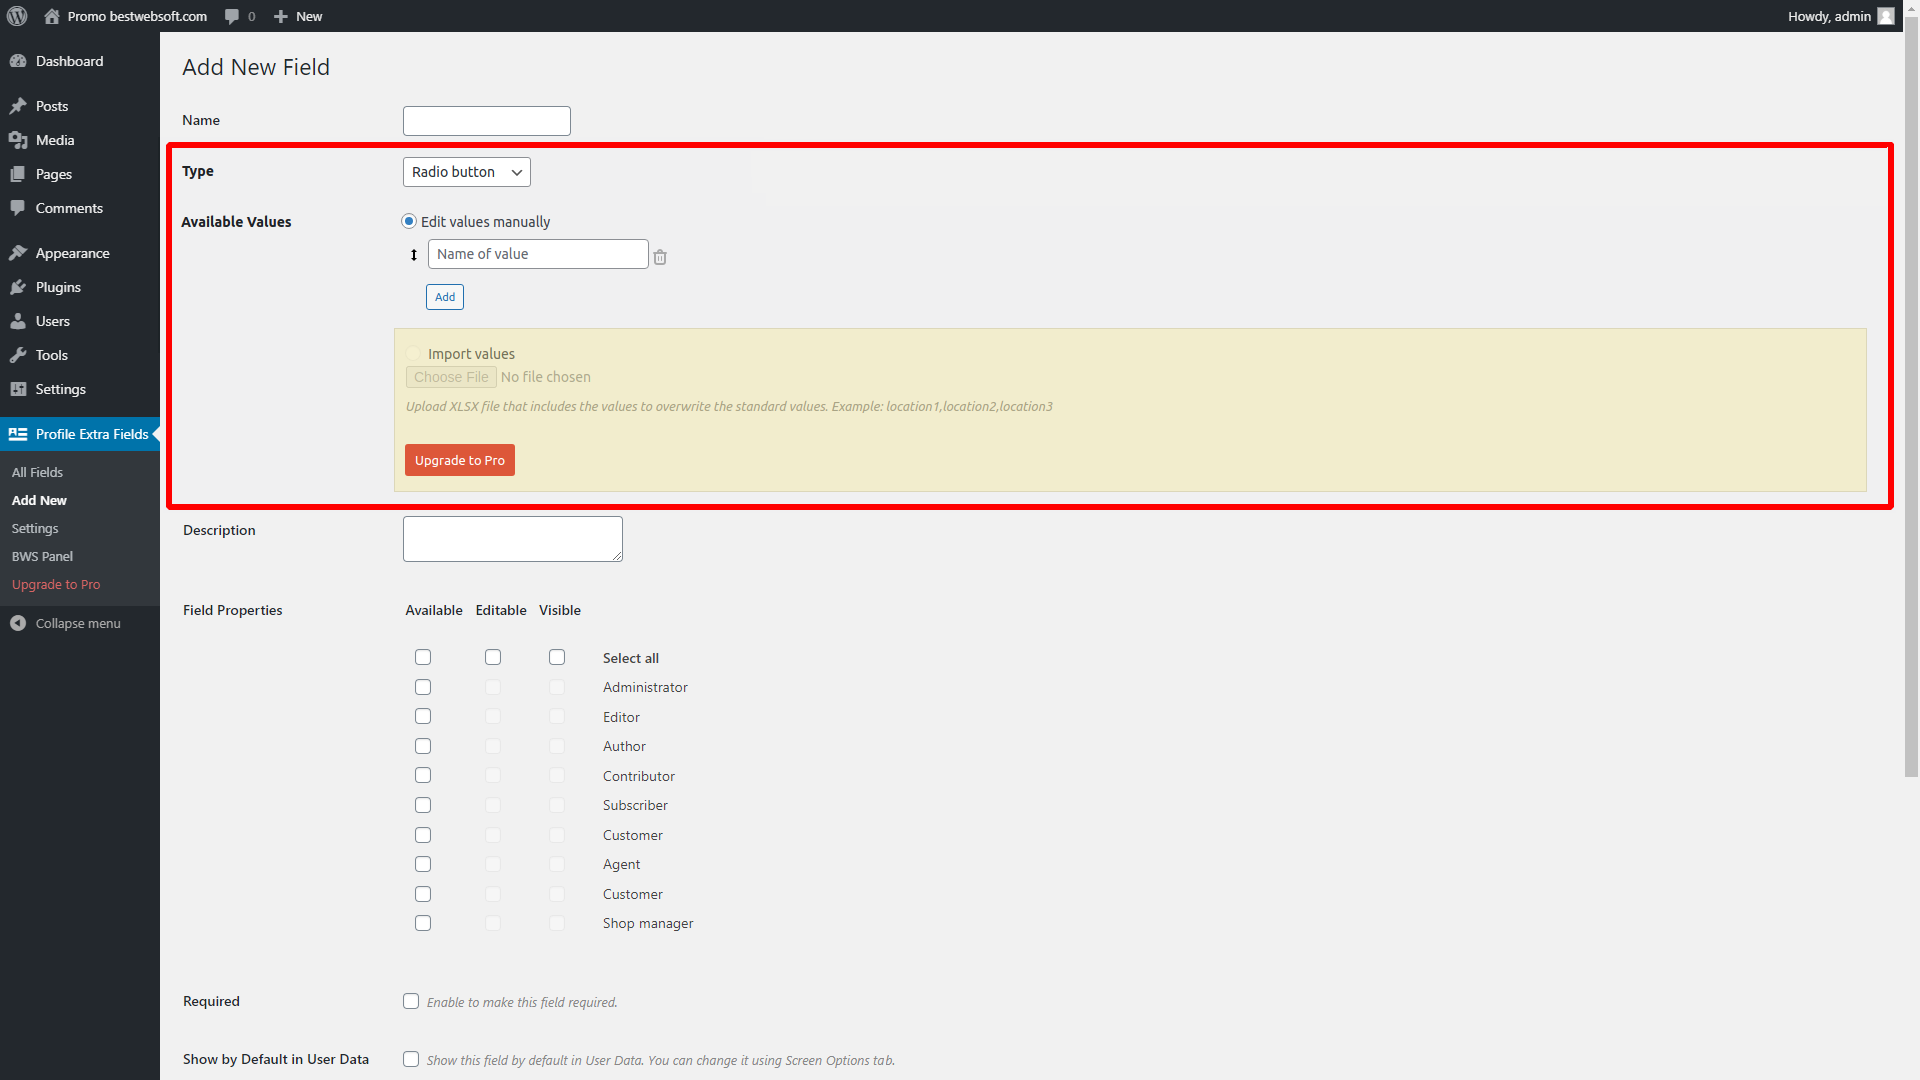 Promo bestwebsoft.com 0 New Howdy, admin
Dashboard
Posts
Media
Pages
Comments
Appearance
Plugins
Users
Tools
Settings
Profile Extra Fields
All Fields
Add New
Settings
BWS Panel
Upgrade to Pro
Collapse menu
Add New Field
Name
Type Radio button
Available Values Edit values manually
Name of value
Add
Import values
Choose File No file chosen
Upload XLSX file that includes the values to overwrite the standard values. Example: location1,location2,location3
Upgrade to Pro
Description
Field Properties Available Editable Visible
Select all
Administrator
Editor
Author
Contributor
Subscriber
Customer
Agent
Customer
Shop manager
Required Enable to make this field required.
Show by Default in User Data Show this field by default in User Data. You can change it using Screen Options tab.